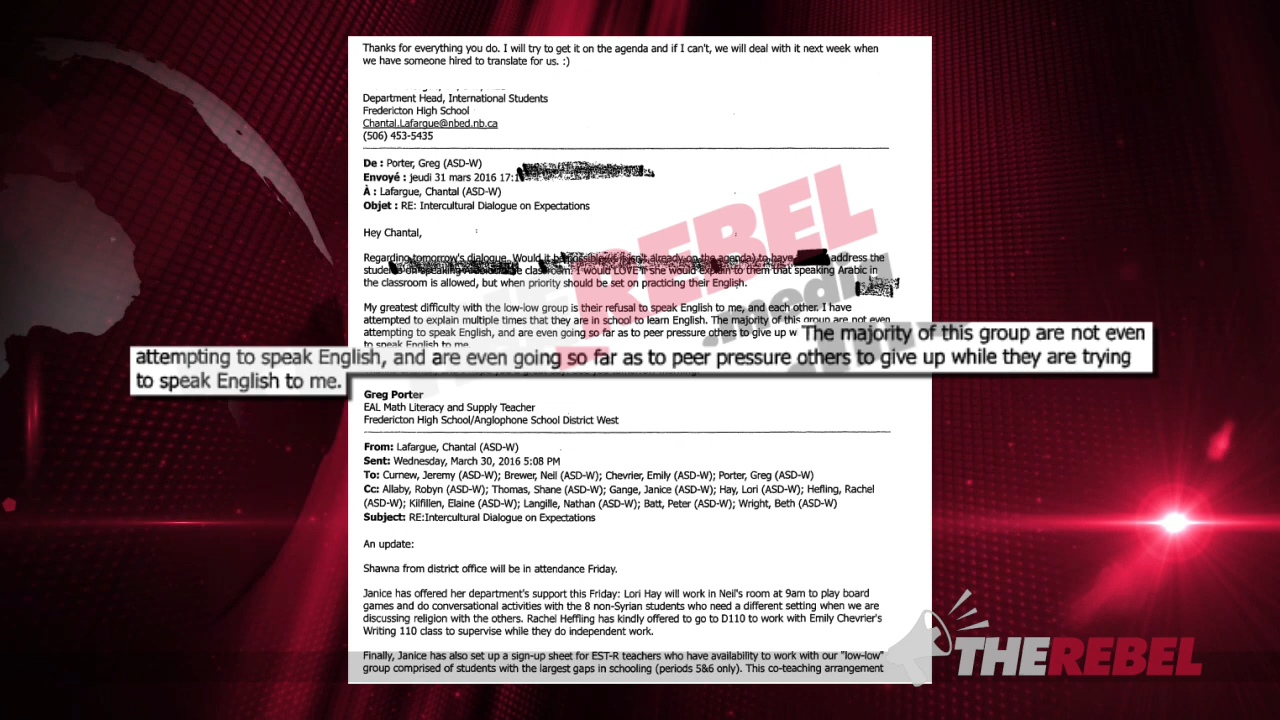 Thanks for everything you do. I will try to get it on the agenda and if I can't, we will deal with it next week when
we have someone hired to translate for us. :)
Department Head, International Students
Fredericton High School
Chantal.Lafargue@nbed.nb.ca
(506) 453-5435
De : Porter, Greg (ASD-W)
Envoyé : jeudi 31 mars 2016 17:1
À : Lafargue, Chantal (ASD-W)
Objet : RE: Intercultural Dialogue on Expectations
Hey Chantal,
Regarding tomorrow's dialogue. Would it be possible (if it isn't already on the agenda) to have address the
students on speaking classroom. I would LOVE if she would explain to them that speaking Arabic in
the classroom is allowed, but when priority should be set on practicing their English.
My greatest difficulty with the low-low group is their refusal to speak English to me, and each other. I have
attempted to explain multiple times that they are in school to learn English. The majority of this group are not even
attempting to speak English, and are even going so far as to peer pressure others to give up w
to speak English to me.
The majority of this group are not even
attempting to speak English, and are even going so far as to peer pressure others to give up while they are trying
to speak English to me.
Greg Porter
EAL Math Literacy and Supply Teacher
Fredericton High School/Anglophone School District West
From: Lafargue, Chantal (ASD-W)
Sent: Wednesday, March 30, 2016 5:08 PM
To: Curnew, Jeremy (ASD-W); Brewer, Neil (ASD-W); Chevrier, Emily (ASD-W); Porter, Greg (ASD-W)
Cc: Allaby, Robyn (ASD-W); Thomas, Shane (ASD-W); Gange, Janice (ASD-W); Hay, Lori (ASD-W); Hefling, Rachel
(ASD-W); Kilfillen, Elaine (ASD-W); Langille, Nathan (ASD-W); Batt, Peter (ASD-W); Wright, Beth (ASD-W)
Subject: RE:Intercultural Dialogue on Expectations
An update:
Shawna from district office will be in attendance Friday.
Janice has offered her department's support this Friday: Lori Hay will work in Neil's room at 9am to play board
games and do conversational activities with the 8 non-Syrian students who need a different setting when we are
discussing religion with the others. Rachel Heffling has kindly offered to go to D110 to work with Emily Chevrier's
Writing 110 class to supervise while they do independent work.
Finally, Janice has also set up a sign-up sheet for EST-R teachers who have availability to work with our "low-low"
group comprised of students with the largest gaps in schooling (periods 5&6 only). This co-teaching arrangement
THE REBEL
.media
THEREBEL